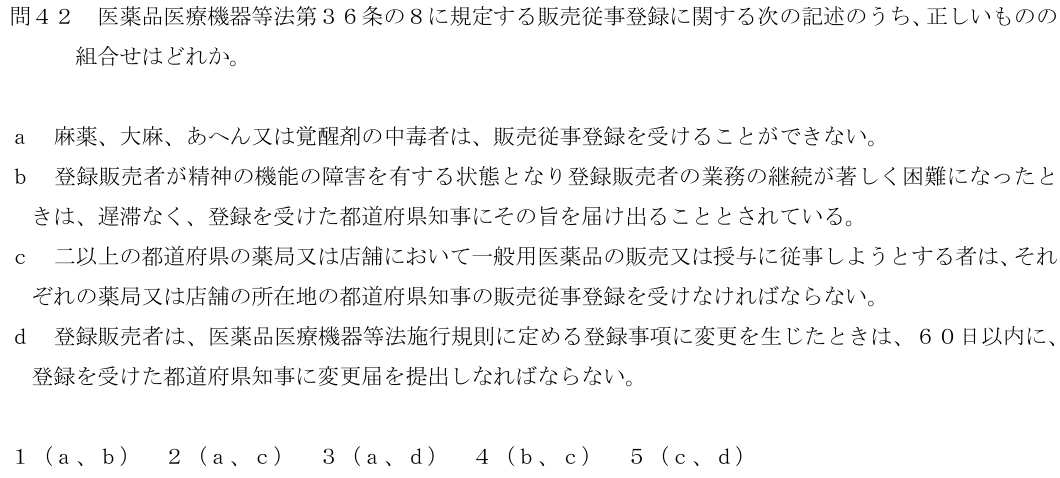 問４２　医薬品医療機器等法第３６条の８に規定する販売従事登録に関する次の記述のうち、正しいものの
組合せはどれか。
ａ　麻薬、大麻、あへん又は覚醒剤の中毒者は、販売従事登録を受けることができない。
ｂ　登録販売者が精神の機能の障害を有する状態となり登録販売者の業務の継続が著しく困難になったと
きは、遅滞なく、登録を受けた都道府県知事にその旨を届け出ることとされている。
ｃ　二以上の都道府県の薬局又は店舗において一般用医薬品の販売又は授与に従事しようとする者は、それ
ぞれの薬局又は店舗の所在地の都道府県知事の販売従事登録を受けなければならない。
ｄ　登録販売者は、医薬品医療機器等法施行規則に定める登録事項に変更を生じたときは、６０日以内に、
登録を受けた都道府県知事に変更届を提出しなればならない。
１（ａ、ｂ）　２（ａ、ｃ）　３（ａ、ｄ）　４（ｂ、ｃ）　５（ｃ、ｄ）